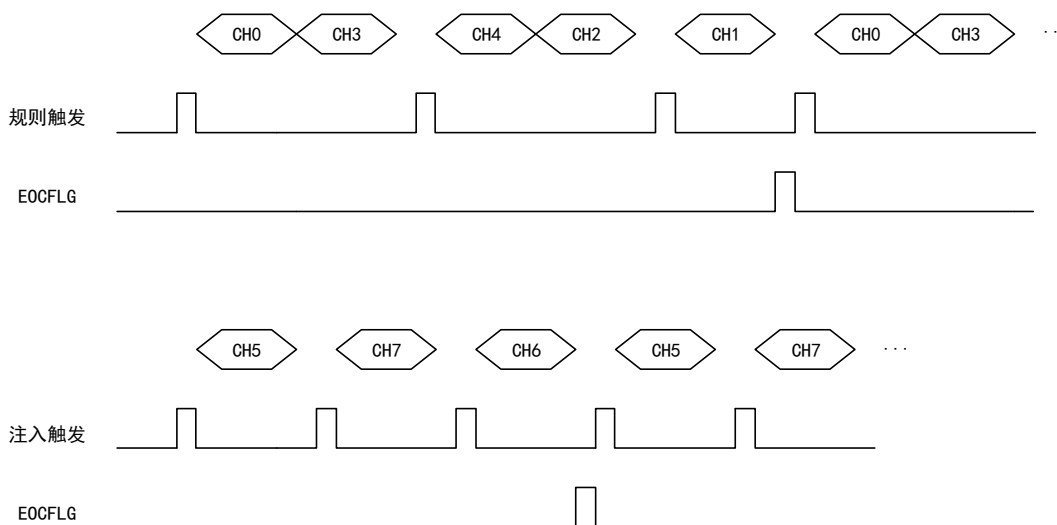 CH0 CH3 CH4 CH2 CH1 CH0 CH3 ··
规则触发
EOCFLG
CH5 CH7 CH6 CH5 CH7 ···
注入触发
EOCFLG